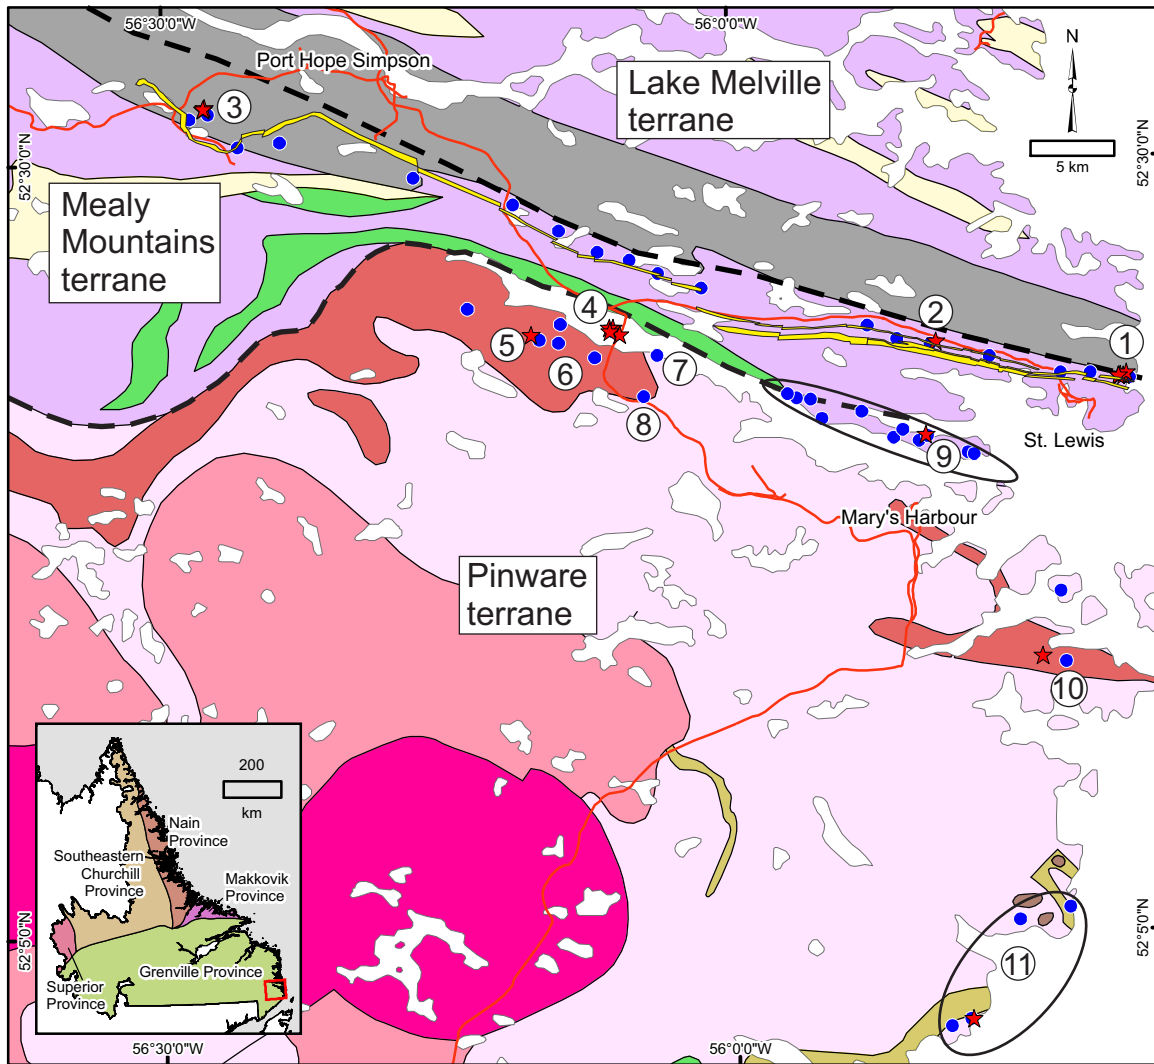 56°30'0"W
56°0'0"W
Port Hope Simpson
Lake Melville
terrane
N
5 km
52°30'0"N
52°30'0"N
3
Mealy
Mountains
terrane
4
2
1
5
6
7
8
St. Lewis
9
Mary's Harbour
Pinware
terrane
10
200
km
Nain
Province
Southeastern
Churchill
Province
Makkovik
Province
Grenville Province
Superior
Province
11
52°5'0"N
52°5'0"N
56°30'0"W
56°0'0"W